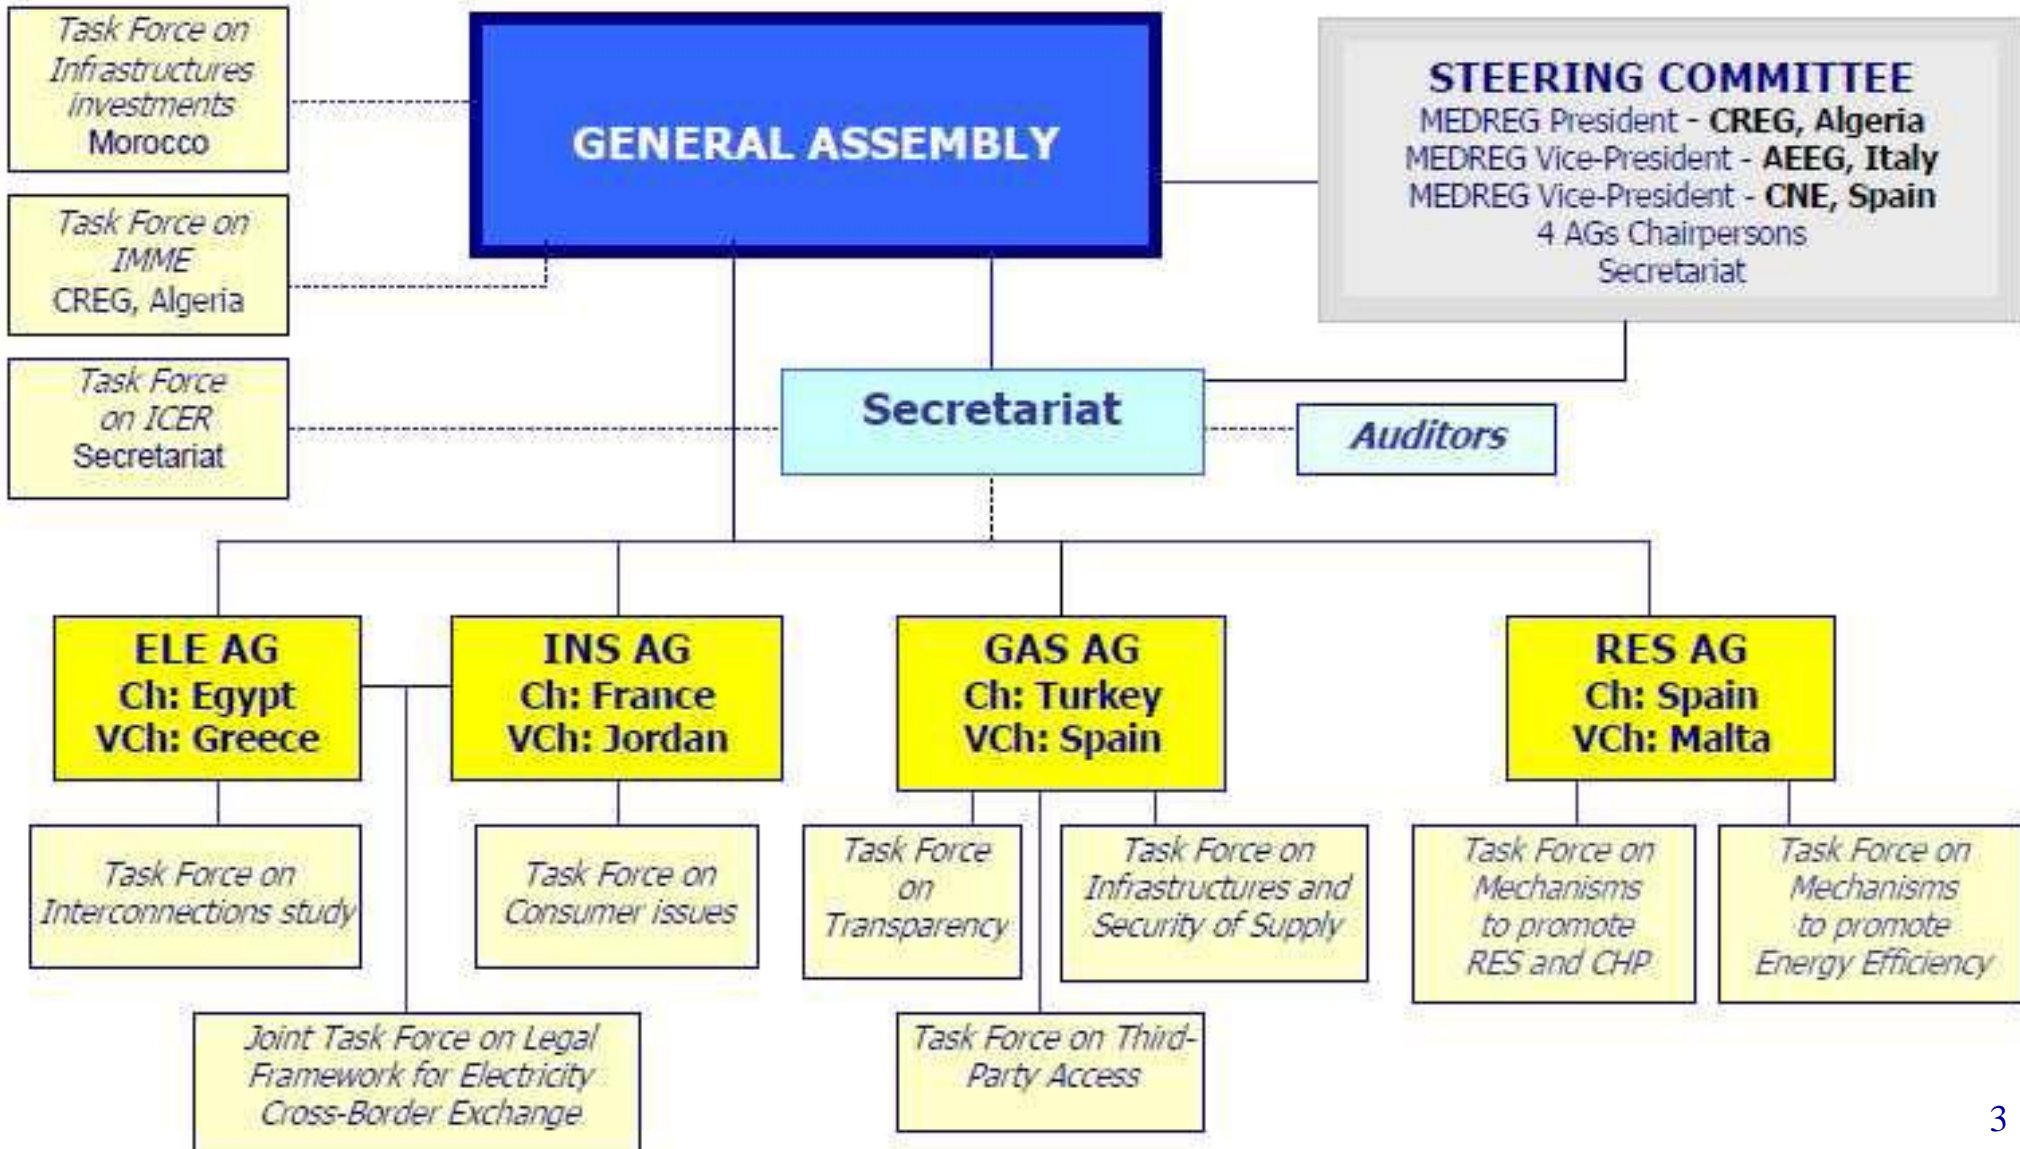 Task Force on
Infrastructures
investments
Morocco
GENERAL ASSEMBLY
STEERING COMMITTEE
MEDREG President - CREG, Algeria
MEDREG Vice-President - AEEG, Italy
MEDREG Vice-President - CNE, Spain
4 AGs Chairpersons
Secretariat
Task Force on
IMME
CREG, Algeria
Task Force
on ICER
Secretariat
Secretariat
Auditors
ELE AG
Ch: Egypt
VCh: Greece
INS AG
Ch: France
VCh: Jordan
GAS AG
Ch: Turkey
VCh: Spain
RES AG
Ch: Spain
VCh: Malta
Task Force on
Interconnections study
Task Force on
Consumer issues
Task Force
on
Transparency
Task Force on
Infrastructures and
Security of Supply
Task Force on
Mechanisms
to promote
RES and CHP
Task Force on
Mechanisms
to promote
Energy Efficiency
Joint Task Force on Legal
Framework for Electricity
Cross-Border Exchange
Task Force on Third-
Party Access
3